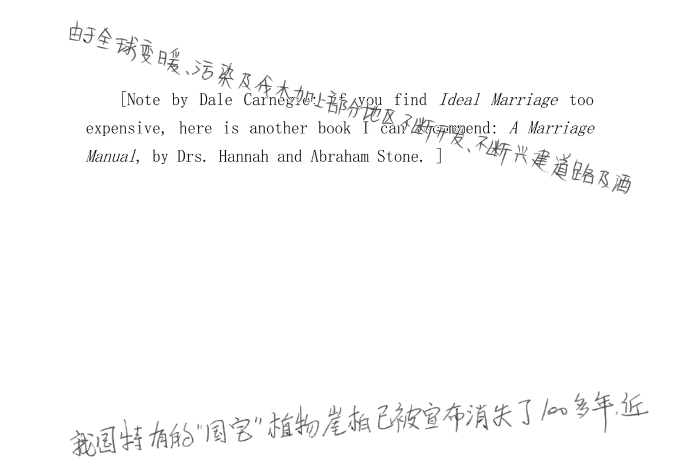 由于全球变暖、污染及伐木加上部分地区不断开发、不断兴建道路及洒
[Note by Dale Carnegie: if you find Ideal Marriage too
expensive, here is another book I can recommend: A Marriage
Manual, by Drs. Hannah and Abraham Stone. ]
我国特有的"国宝"植物崖柏已被宣布消失了100多年,近